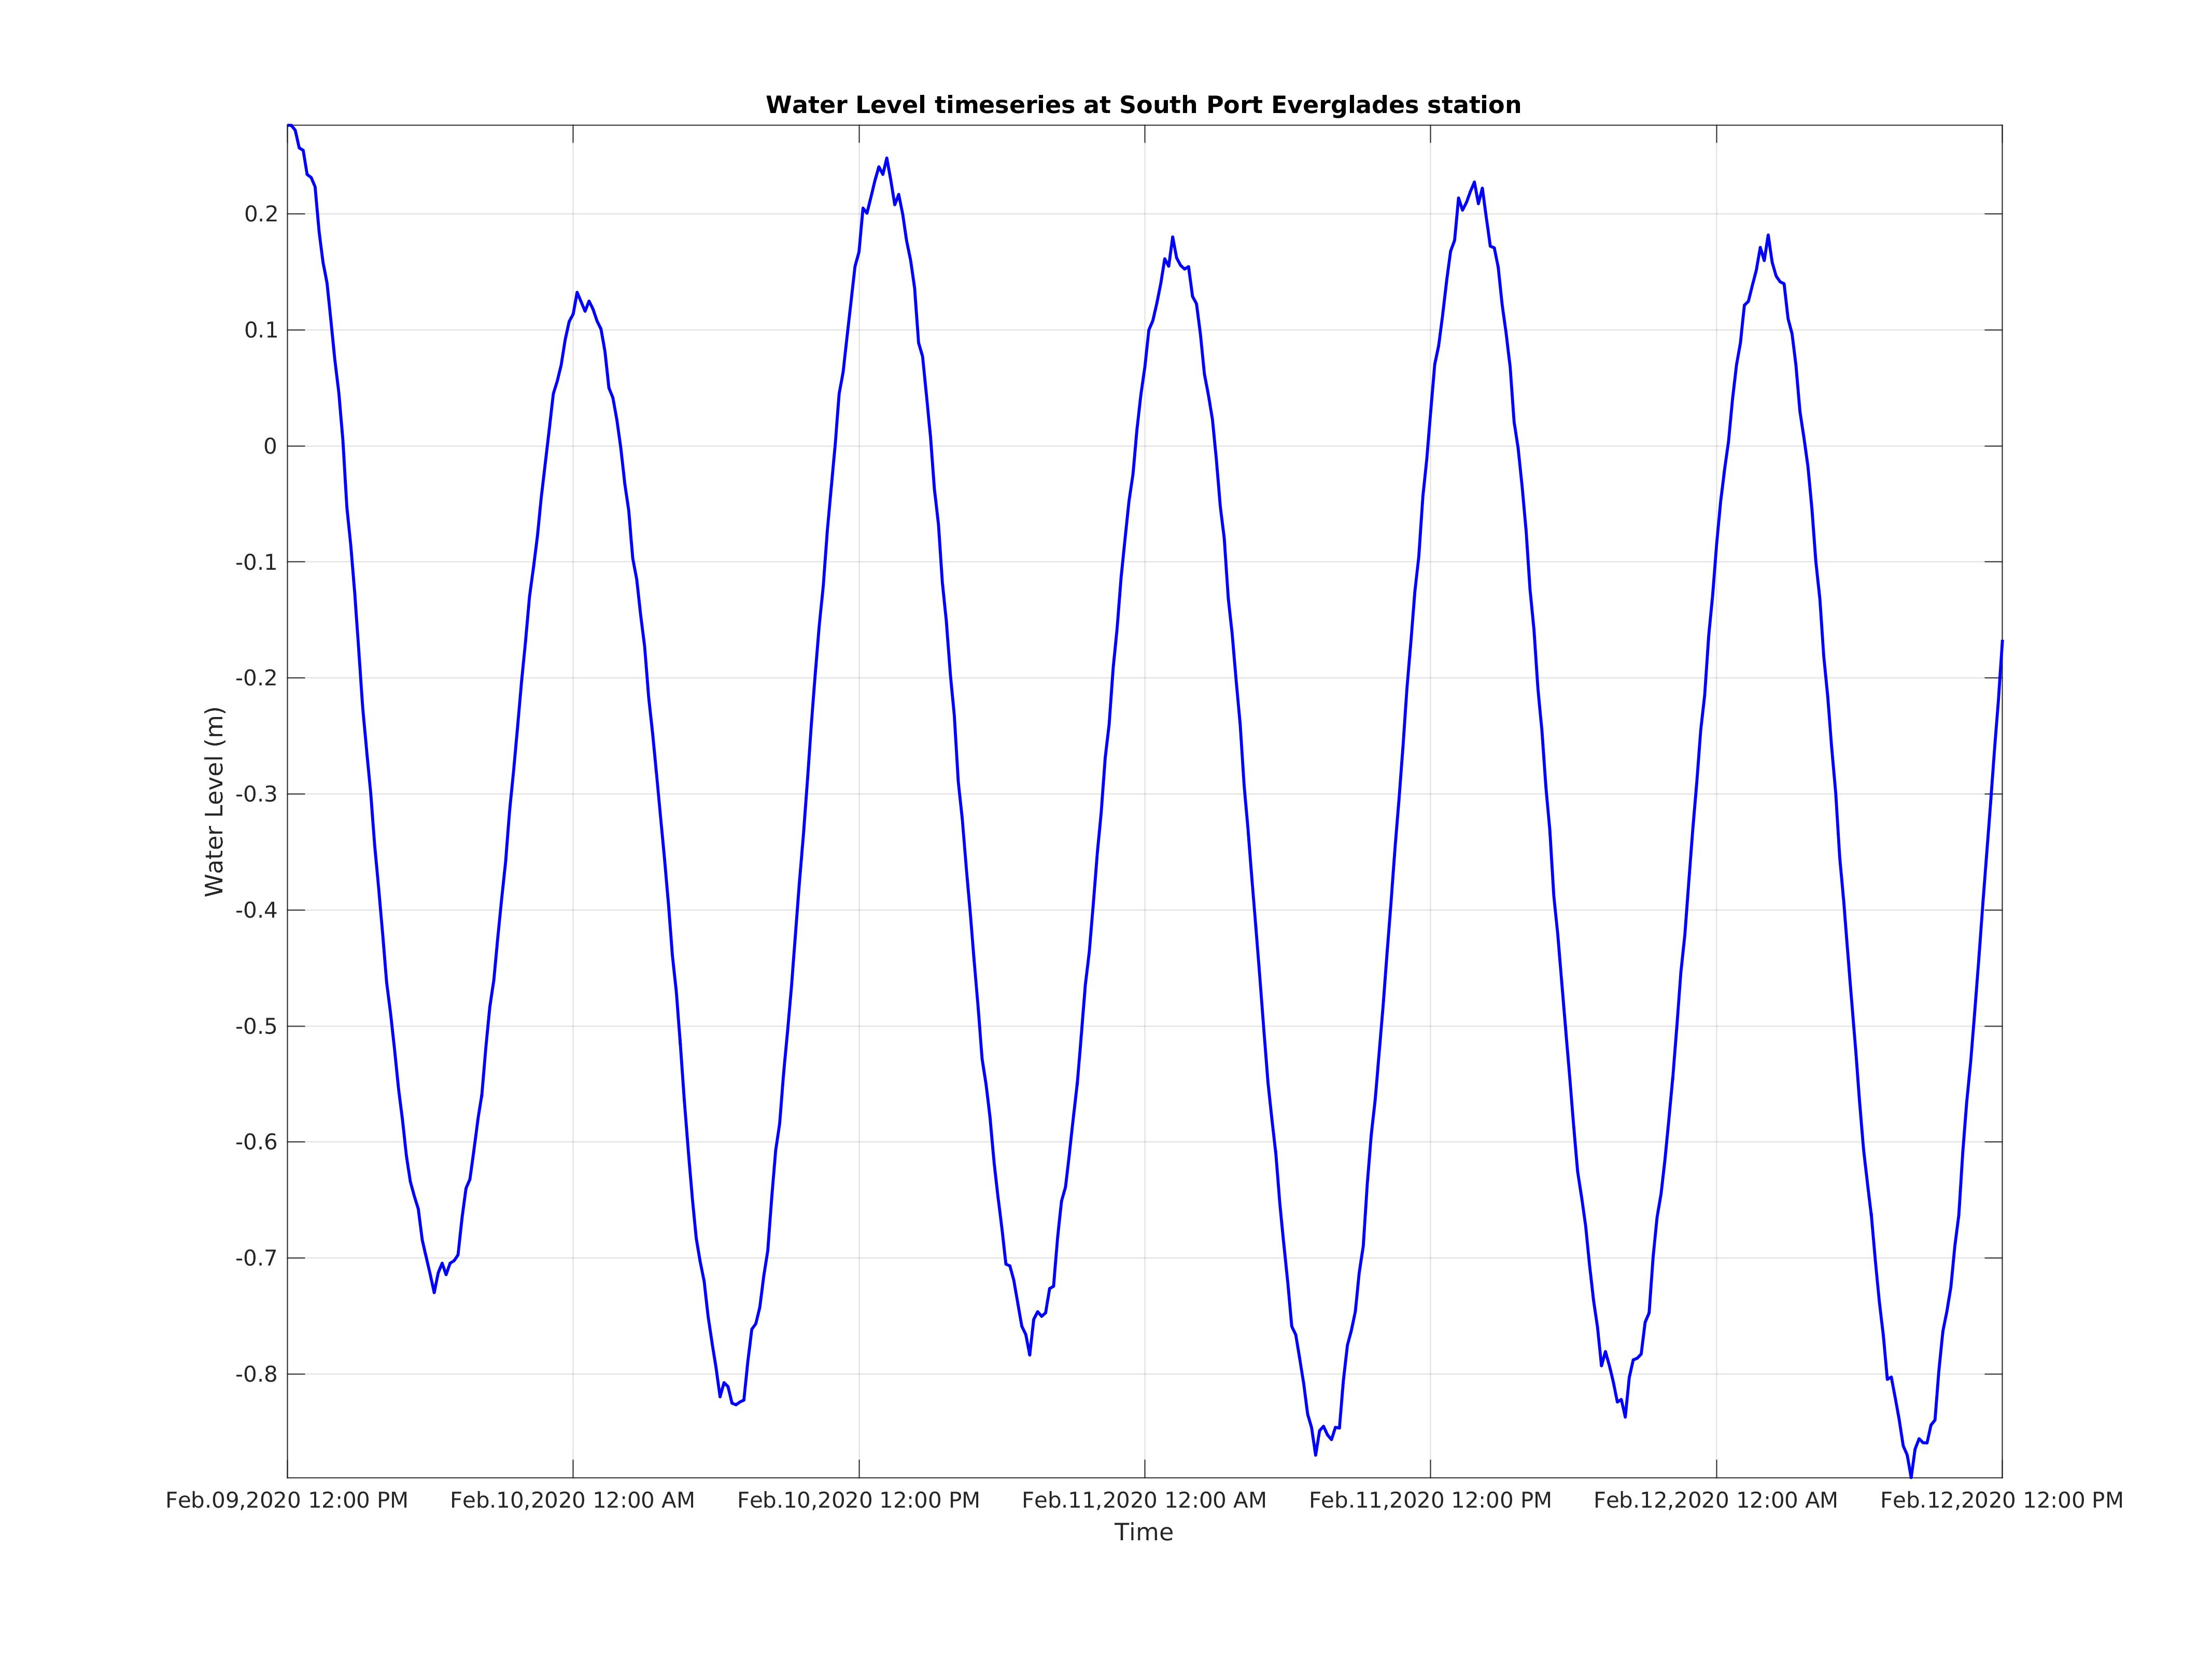 Water Level timeseries at South Port Everglades station
Water Level (m)
0.2
0.1
0
-0.1
-0.2
-0.3
-0.4
-0.5
-0.6
-0.7
-0.8
Feb.09,2020 12:00 PM Feb.10,2020 12:00 AM Feb.10,2020 12:00 PM Feb.11,2020 12:00 AM Feb.11,2020 12:00 PM Feb.12,2020 12:00 AM Feb.12,2020 12:00 PM
Time